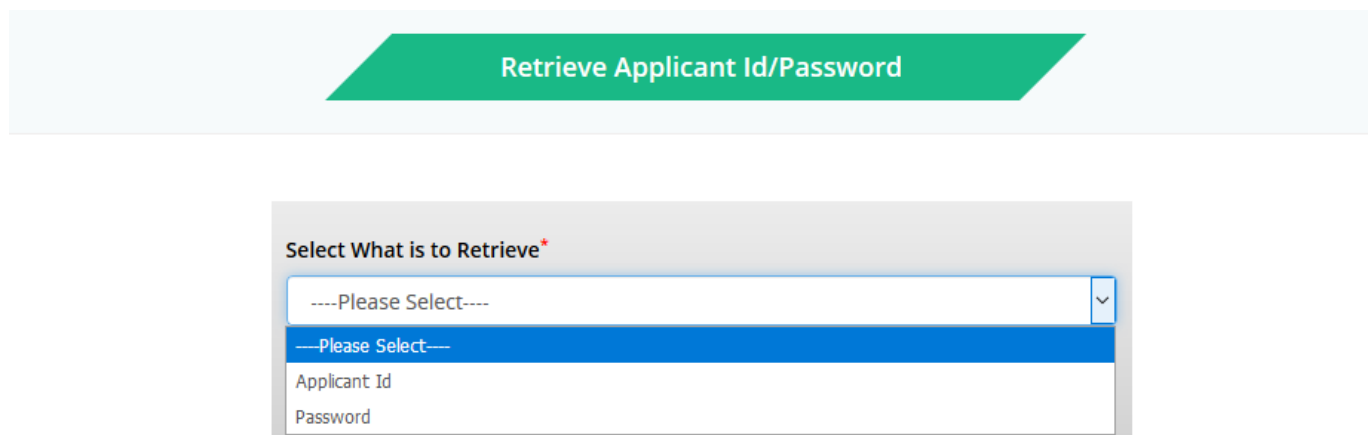 Retrieve Applicant Id/Password
Select What is to Retrieve*
----Please Select----
----Please Select----
Applicant Id
Password